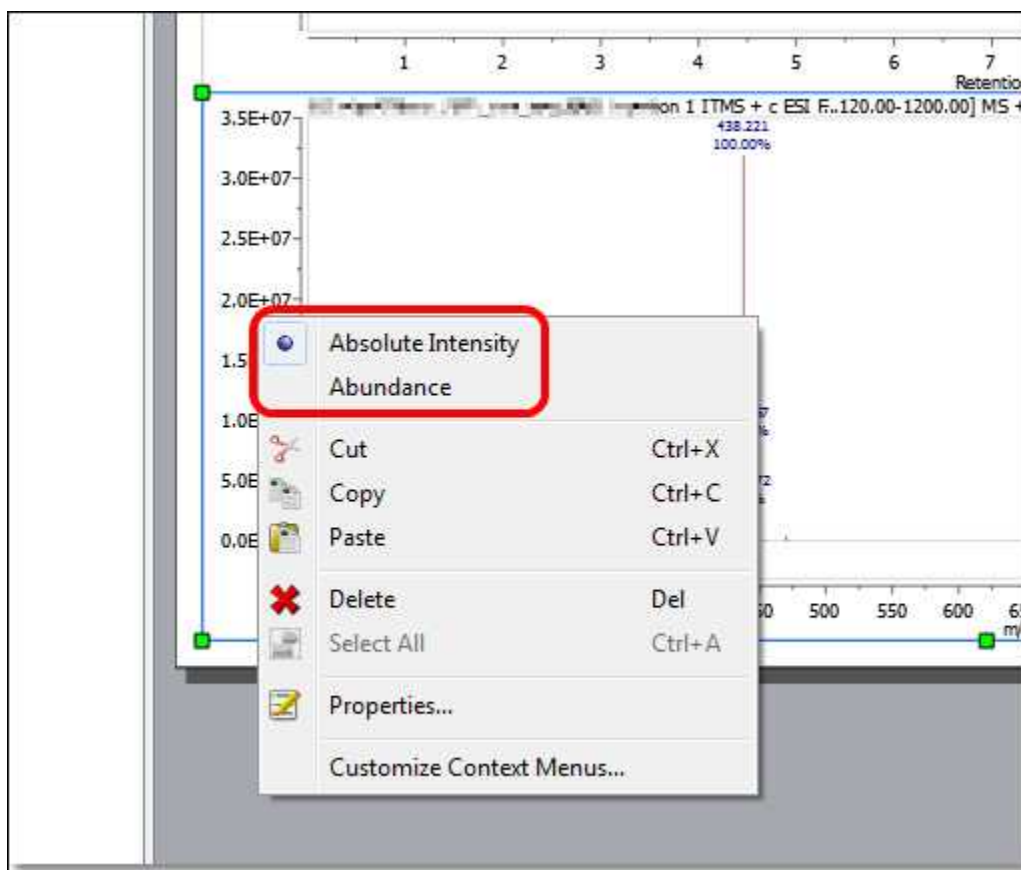 1 2 3 4 5 6 7
Retentio
ion 1 ITMS + c ESI F...120.00-1200.00] MS +
438.221
100.00%
3.5E+07
3.0E+07
2.5E+07
2.0E+07
1.5
1.0E
5.0E
0.0E
Absolute Intensity
Abundance
Cut Ctrl+X
Copy Ctrl+C
Paste Ctrl+V
Delete Del
Select All Ctrl+A
Properties...
Customize Context Menus...
500 550 600
m/